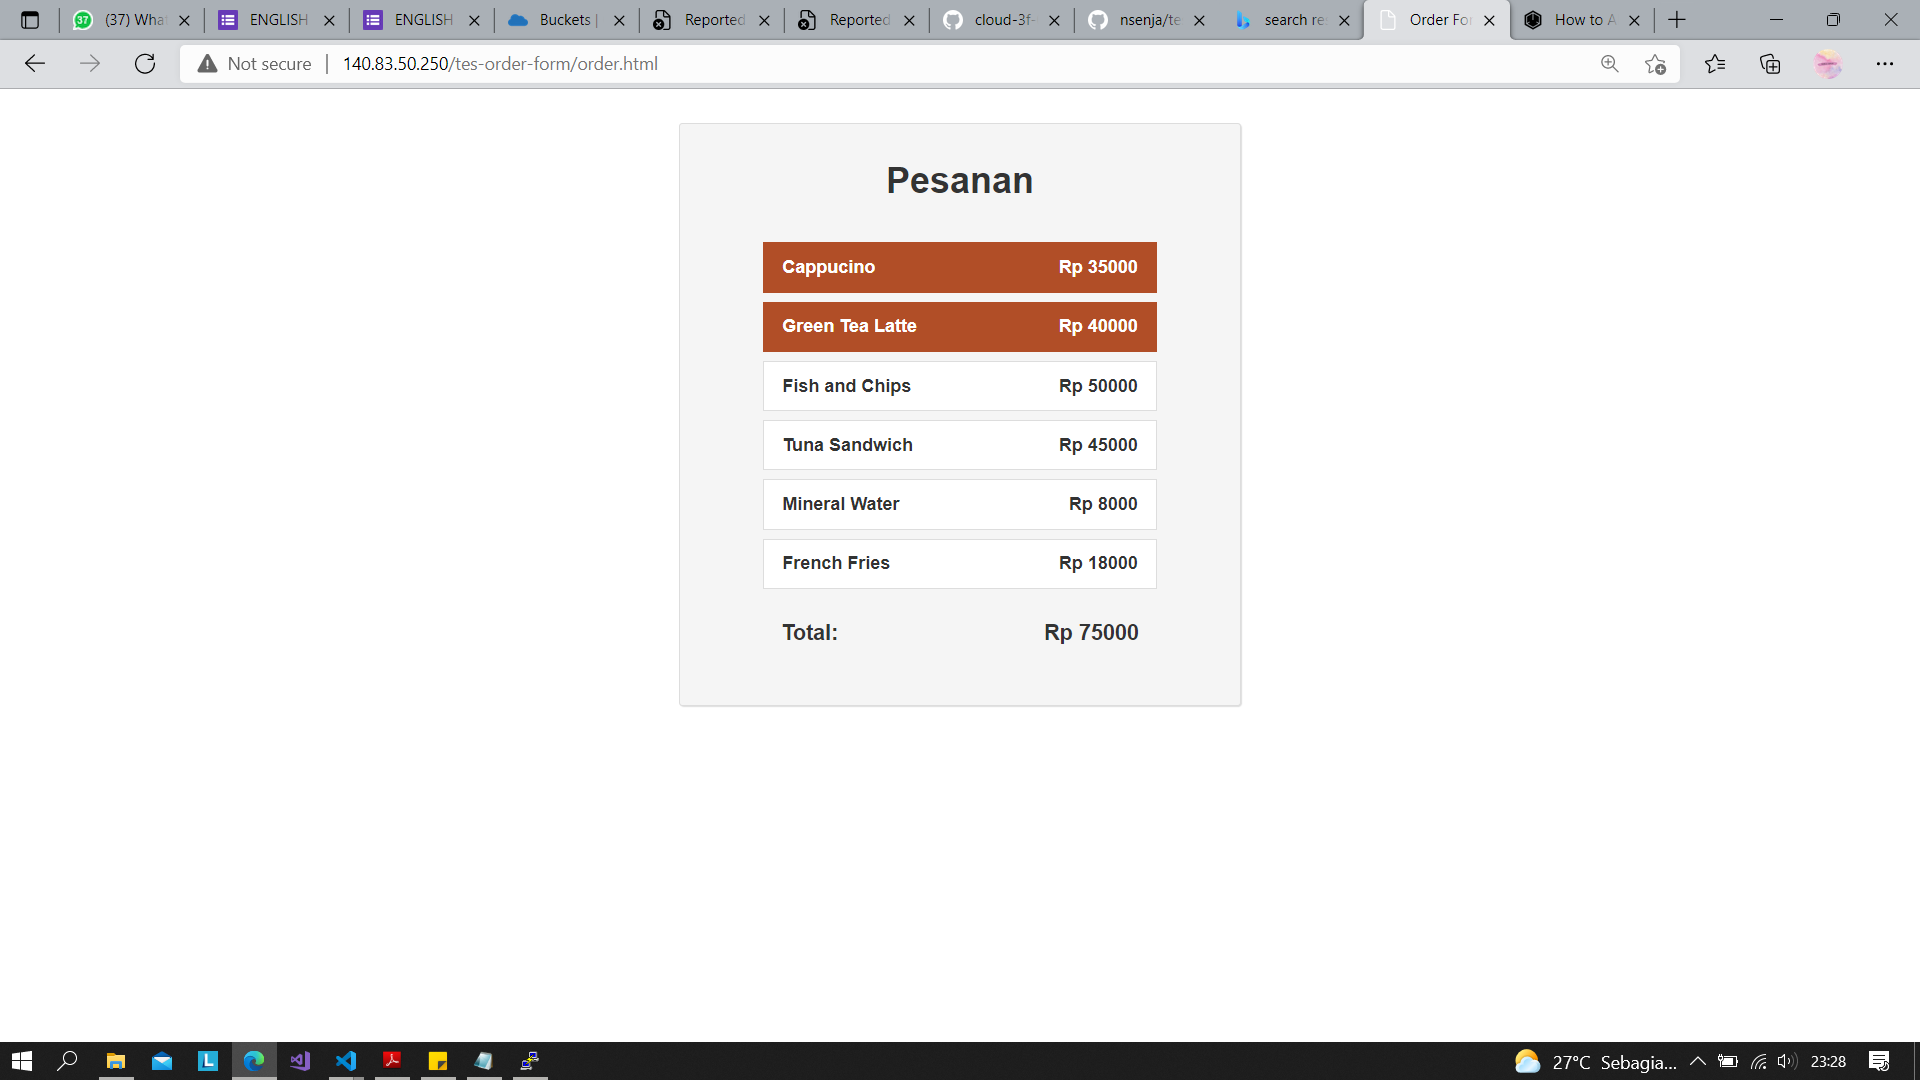 (37) What
ENGLISH
ENGLISH
Buckets |
Reported
Reported
cloud-3f-
nsenja/te
search re
Order Fo
How to A
Not secure | 140.83.50.250/tes-order-form/order.html
Pesanan
Cappucino Rp 35000
Green Tea Latte Rp 40000
Fish and Chips Rp 50000
Tuna Sandwich Rp 45000
Mineral Water Rp 8000
French Fries Rp 18000
Total: Rp 75000
27°C Sebagia... 23:28